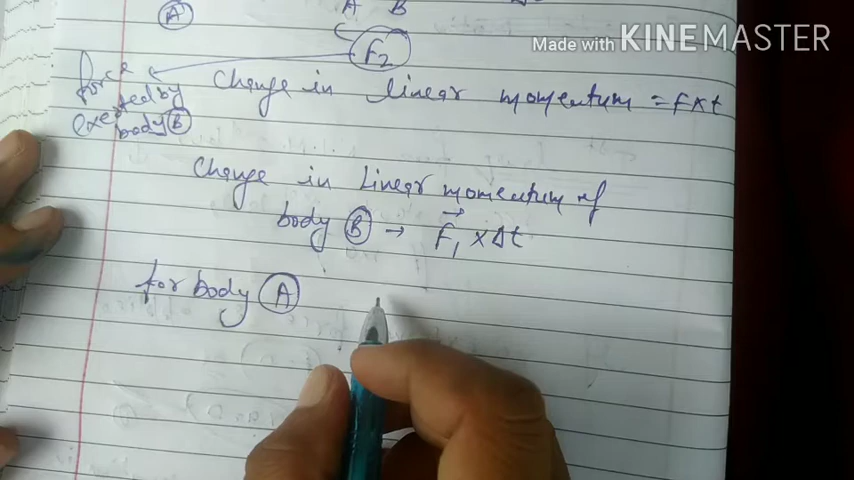 A B
A
Made with KINEMASTER
F2
force exerted by body B
Change in linear momentum = F x t
Change in Linear momentum of
body B → F1 x Δt
for body A